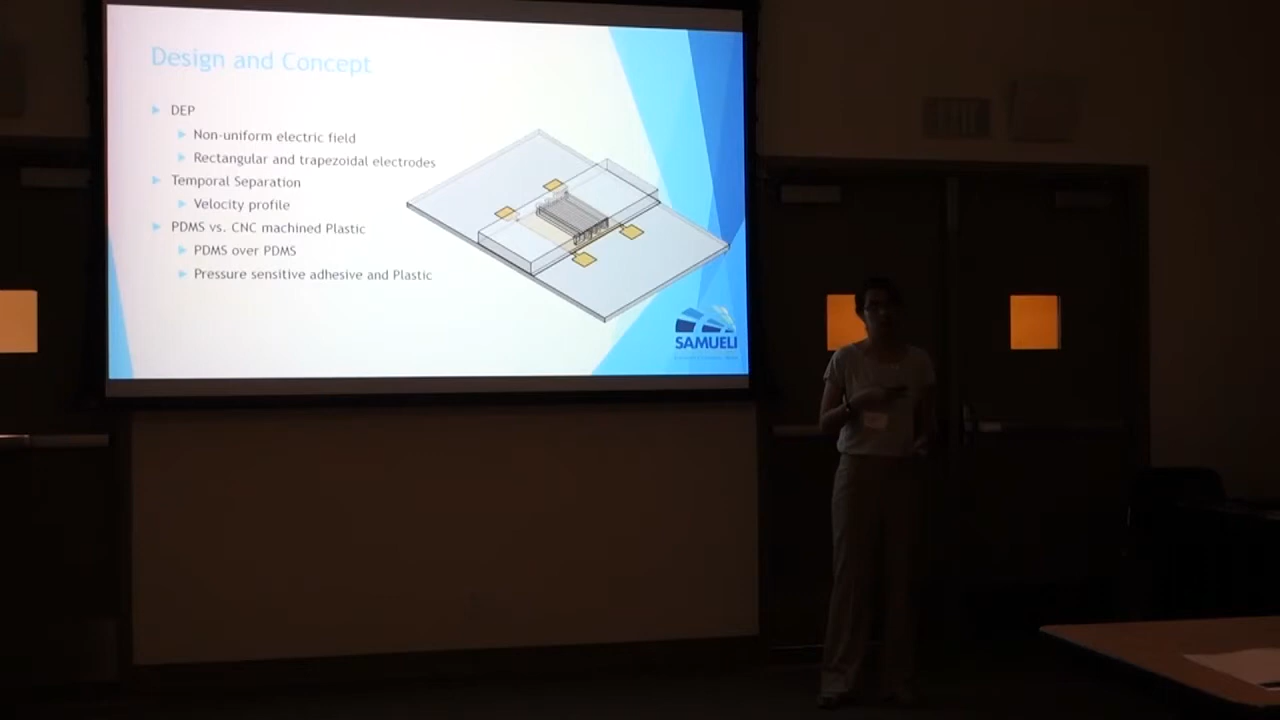 Design and Concept
DEP
Non-uniform electric field
Rectangular and trapezoidal electrodes
Temporal Separation
Velocity profile
PDMS vs. CNC machined Plastic
PDMS over PDMS
Pressure sensitive adhesive and Plastic
SAMUELI